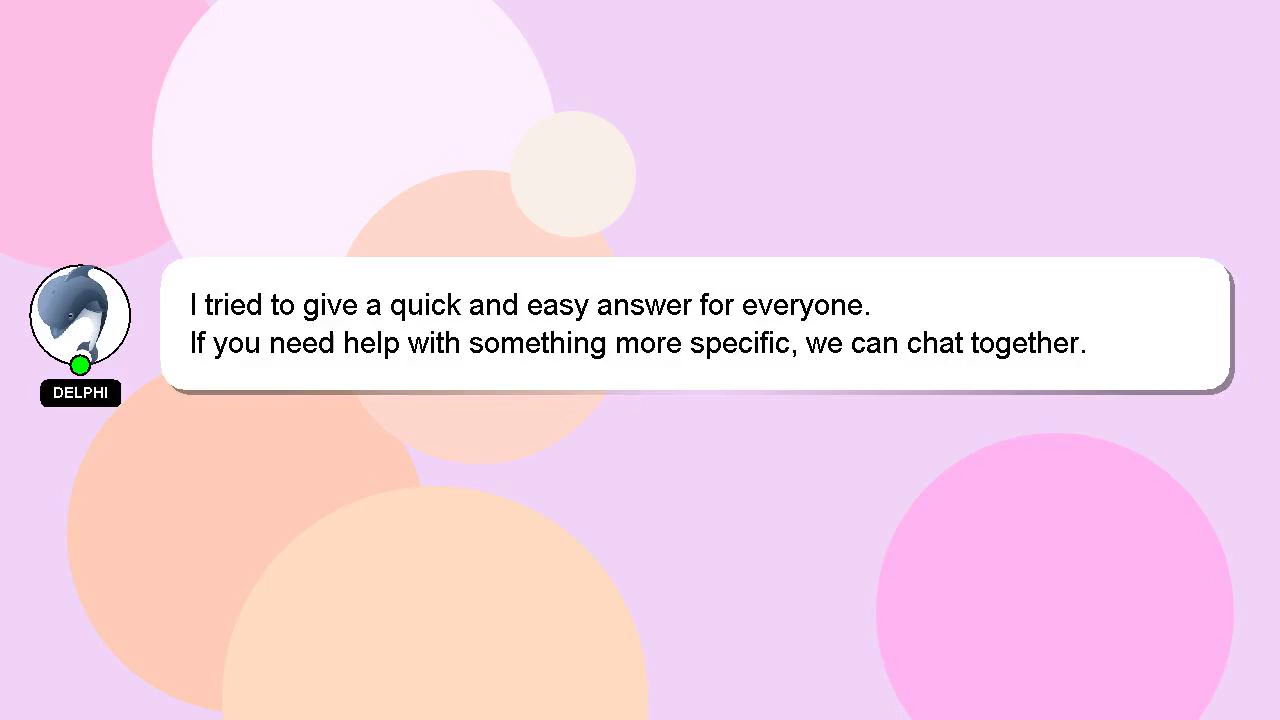 I tried to give a quick and easy answer for everyone.
If you need help with something more specific, we can chat together.
DELPHI